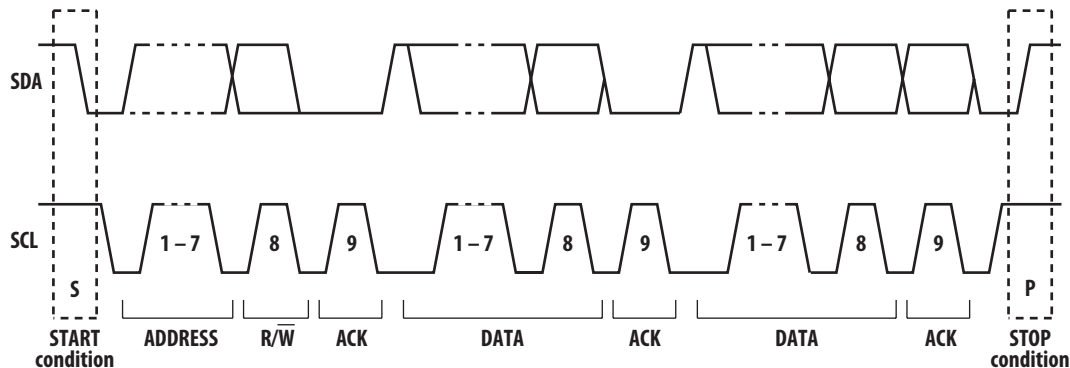 SDA
SCL
1 – 7
8
9
1 – 7
8
9
1 – 7
8
9
S
P
START
condition
ADDRESS
R/W̅
ACK
DATA
ACK
DATA
ACK
STOP
condition